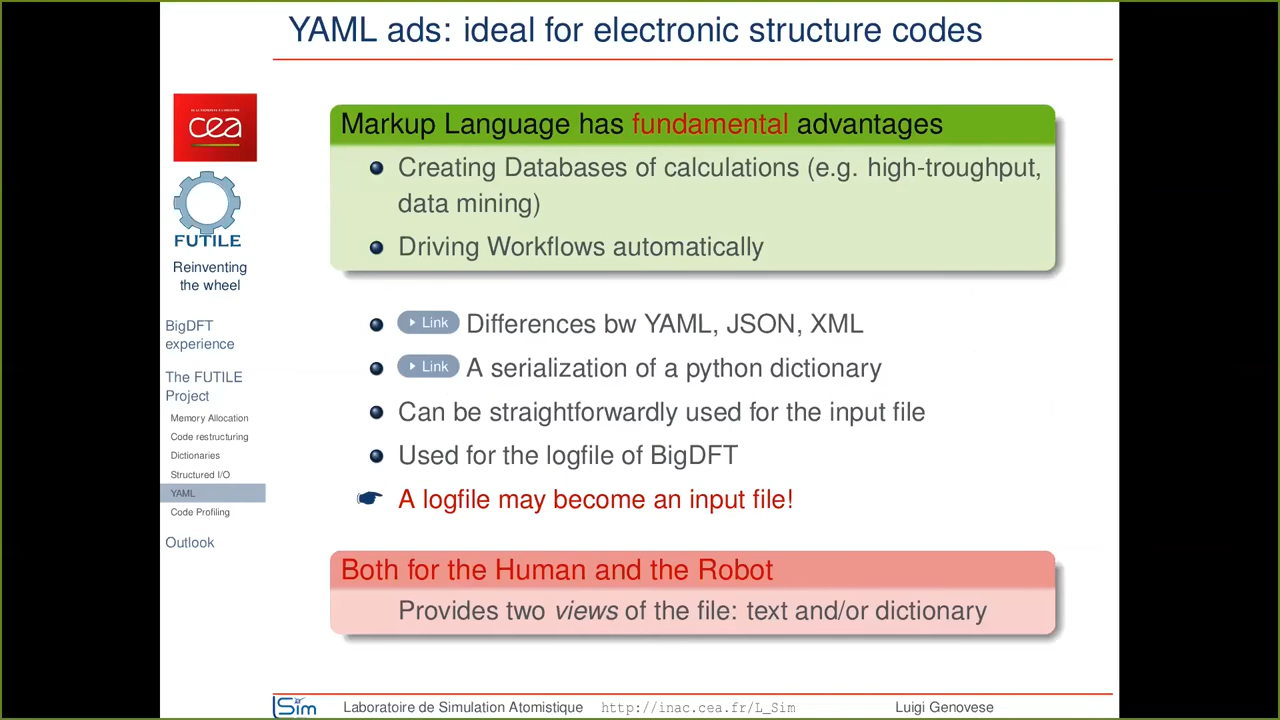 YAML ads: ideal for electronic structure codes
cea
FUTILE
Reinventing
the wheel
BigDFT
experience
The FUTILE
Project
Memory Allocation
Code restructuring
Dictionaries
Structured I/O
YAML
Code Profiling
Outlook
Markup Language has fundamental advantages
Creating Databases of calculations (e.g. high-troughput,
data mining)
Driving Workflows automatically
Link Differences bw YAML, JSON, XML
Link A serialization of a python dictionary
Can be straightforwardly used for the input file
Used for the logfile of BigDFT
A logfile may become an input file!
Both for the Human and the Robot
Provides two views of the file: text and/or dictionary
L_Sim Laboratoire de Simulation Atomistique http://inac.cea.fr/L_Sim Luigi Genovese